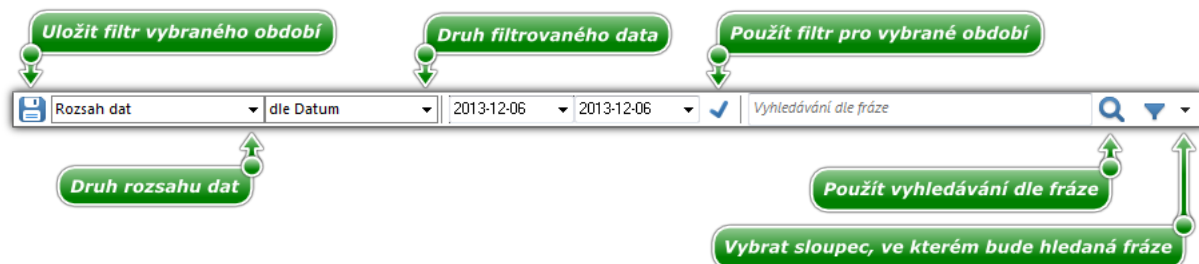 Uložit filtr vybraného období
Druh filtrovaného data
Použít filtr pro vybrané období
Rozsah dat
dle Datum
2013-12-06
2013-12-06
Vyhledávání dle fráze
Druh rozsahu dat
Použít vyhledávání dle fráze
Vybrat sloupec, ve kterém bude hledaná fráze